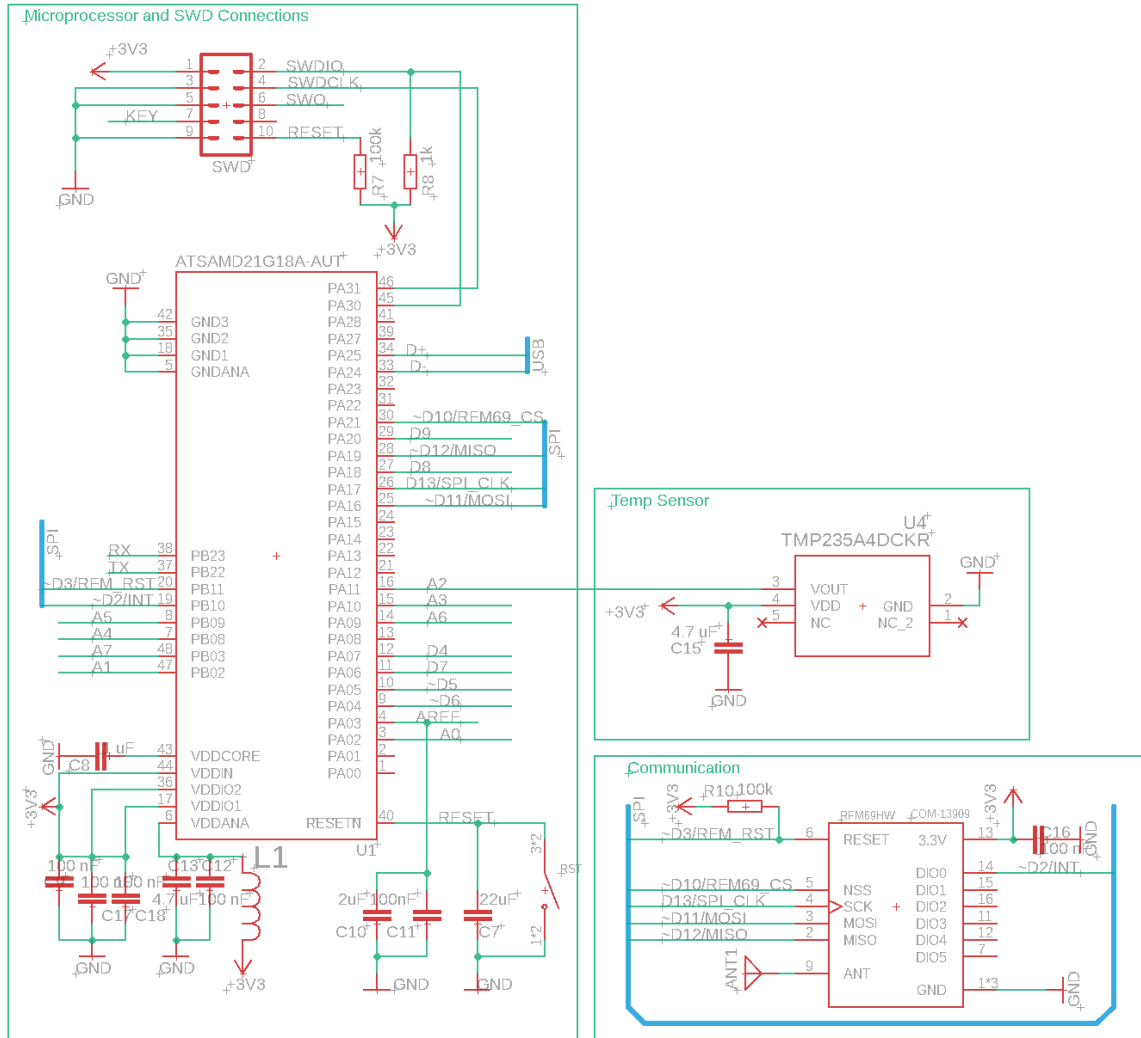 Microprocessor and SWD Connections
+3V3
1 2 SWDIO
3 4 SWDCLK
5 6 SWO
KEY 7 8
9 10 RESET
SWD
GND
100k
R7
1k
R8
+3V3
ATSAMD21G18A-AUT
GND
42 GND3
35 GND2
18 GND1
5 GNDANA
PA31 46
PA30 45
PA28 41
PA27 39
PA25 34 D+
PA24 33 D-
USB
PA23 32
PA22 31
PA21 30 ~D10/RFM69_CS
PA20 29 D9
PA19 28 ~D12/MISO
PA18 27 D8
PA17 26 D13/SPI_CLK
PA16 25 ~D11/MOSI
SPI
PA15 24
PA14 23
PA13 22
PA12 21
PA11 16 A2
PA10 15 A3
PA09 14 A6
PA08 13
PA07 12 D4
PA06 11 D7
PA05 10 ~D5
PA04 9 ~D6
PA03 4 AREF
PA02 3 A0
PA01 2
PA00 1
SPI
RX 38 PB23
TX 37 PB22
~D3/RFM_RST 20 PB11
~D2/INT 19 PB10
A5 8 PB09
A4 7 PB08
A7 48 PB03
A1 47 PB02
GND
C8
uF
43 VDDCORE
44 VDDIN
36 VDDIO2
17 VDDIO1
6 VDDANA
+3V3
RESETN 40 RESET
U1
3*2
RST
1*2
L1
100 nF
100 nF
C17
C18
C13
C12
4.7 uF
100 nF
GND
GND
+3V3
2uF
100nF
C10
C11
22uF
C7
GND
GND
Temp Sensor
U4
TMP235A4DCKR
3 VOUT
4 VDD
5 NC
GND 2
NC_2 1
GND
+3V3
4.7 uF
C15
GND
Communication
SPI
+3V3
R10
100k
RFM69HW
COM-13909
~D3/RFM_RST 6 RESET
~D10/RFM69_CS 5 NSS
D13/SPI_CLK 4 SCK
~D11/MOSI 3 MOSI
~D12/MISO 2 MISO
ANT1
9 ANT
3.3V 13
DIO0 14 ~D2/INT
DIO1 15
DIO2 16
DIO3 11
DIO4 12
DIO5 7
GND 1*3
GND
+3V3
C16
100 n
GND